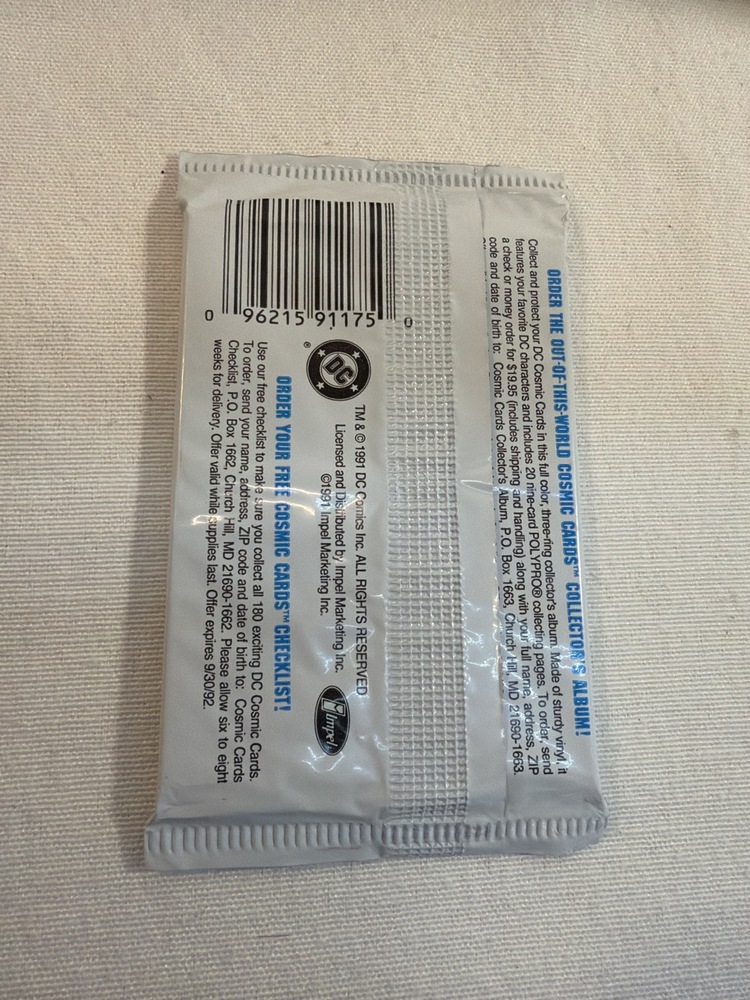 ORDER THE OUT-OF-THIS-WORLD COSMIC CARDS™ COLLECTOR'S ALBUM!
Collect and protect your DC Cosmic Cards in this full color, three-ring collector's album. Made of sturdy vinyl, it
features your favorite DC characters and includes 20 nine-card POLYPRO® collecting pages. To order, send
a check or money order for $19.95 (includes shipping and handling) along with your full name, address, ZIP
code and date of birth to: Cosmic Cards Collector's Album, P.O. Box 1663, Church Hill, MD 21690-1663.
0 96215 91175 0
DC
®
TM & © 1991 DC Comics Inc. ALL RIGHTS RESERVED
Licensed and Distributed by Impel Marketing Inc.
©1991 Impel Marketing Inc.
Impel
ORDER YOUR FREE COSMIC CARDS™ CHECKLIST!
Use our free checklist to make sure you collect all 180 exciting DC Cosmic Cards.
To order, send your name, address, ZIP code and date of birth to: Cosmic Cards
Checklist, P.O. Box 1662, Church Hill, MD 21690-1662. Please allow six to eight
weeks for delivery. Offer valid while supplies last. Offer expires 9/30/92.